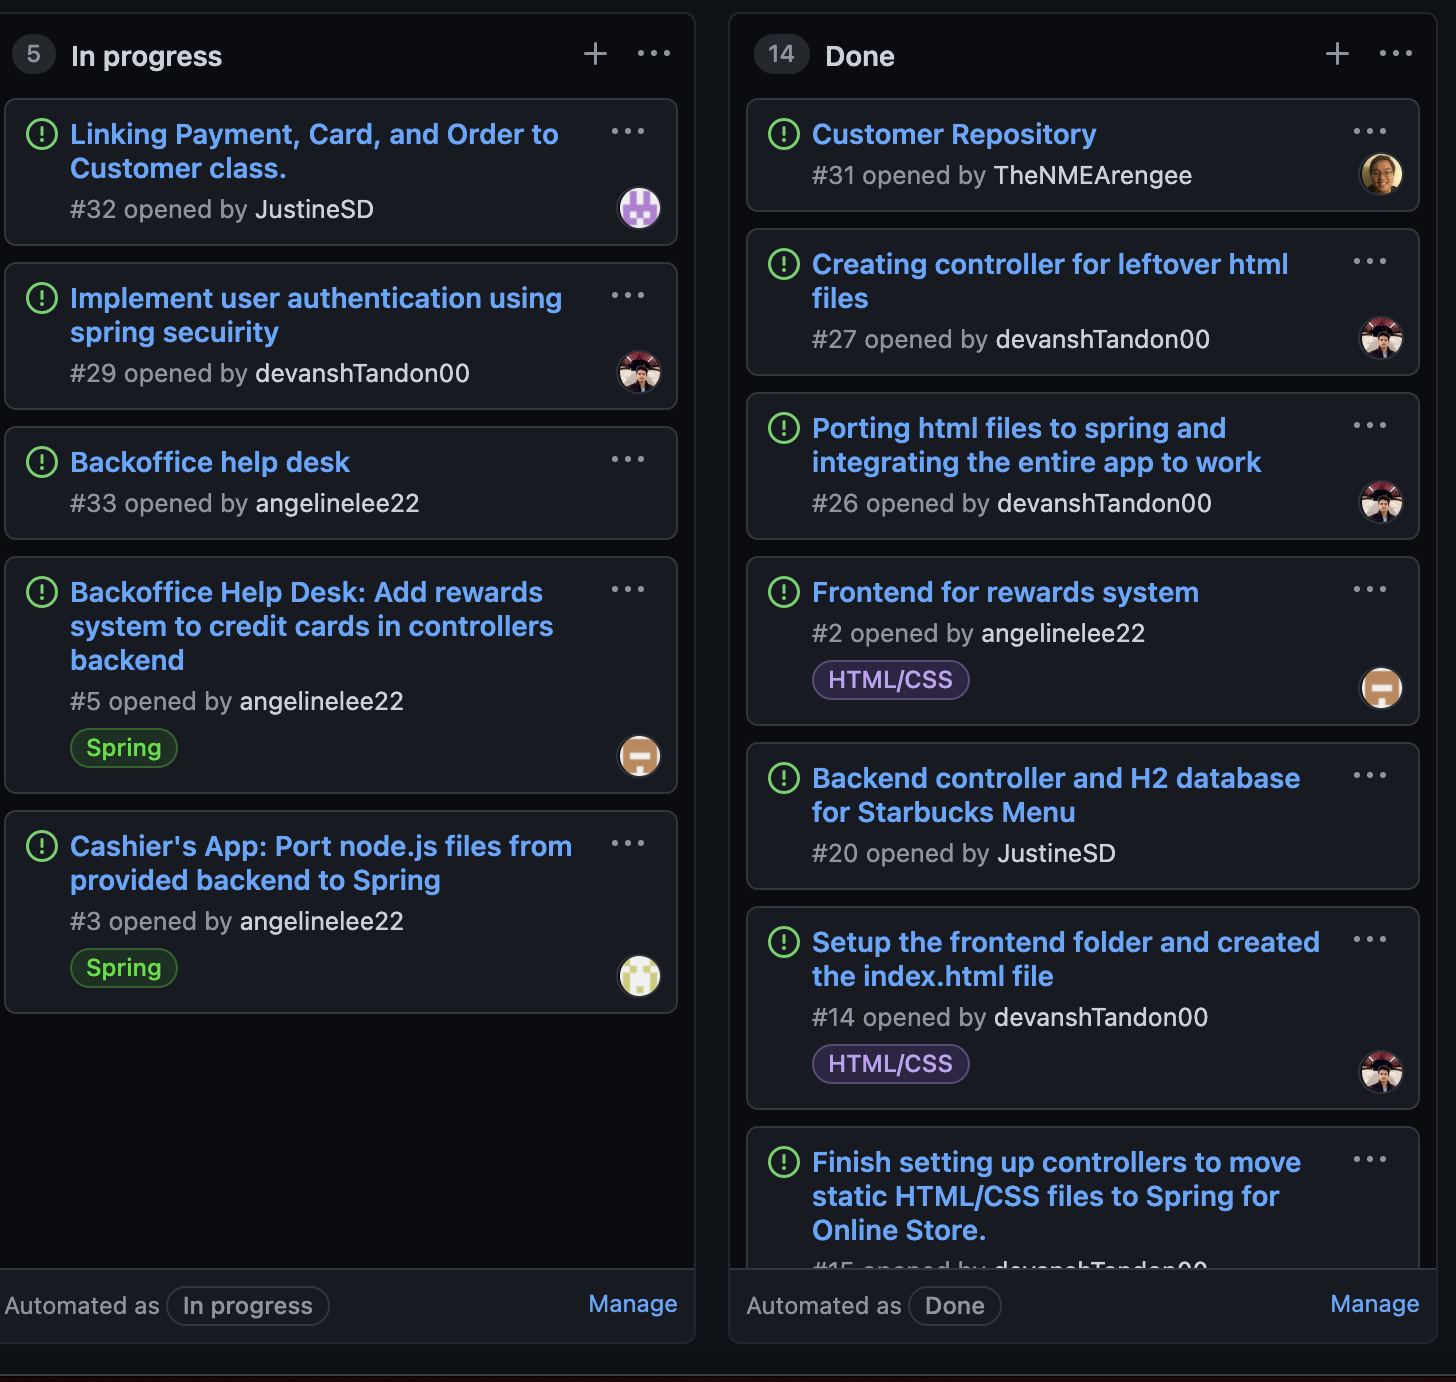 5 In progress
Linking Payment, Card, and Order to
Customer class.
#32 opened by JustineSD
Implement user authentication using
spring secuirity
#29 opened by devanshTandon00
Backoffice help desk
#33 opened by angelinelee22
Backoffice Help Desk: Add rewards
system to credit cards in controllers
backend
#5 opened by angelinelee22
Spring
Cashier's App: Port node.js files from
provided backend to Spring
#3 opened by angelinelee22
Spring
Automated as In progress Manage
14 Done
Customer Repository
#31 opened by TheNMEArengee
Creating controller for leftover html
files
#27 opened by devanshTandon00
Porting html files to spring and
integrating the entire app to work
#26 opened by devanshTandon00
Frontend for rewards system
#2 opened by angelinelee22
HTML/CSS
Backend controller and H2 database
for Starbucks Menu
#20 opened by JustineSD
Setup the frontend folder and created
the index.html file
#14 opened by devanshTandon00
HTML/CSS
Finish setting up controllers to move
static HTML/CSS files to Spring for
Online Store.
#15 opened by devanshTandon00
Automated as Done Manage